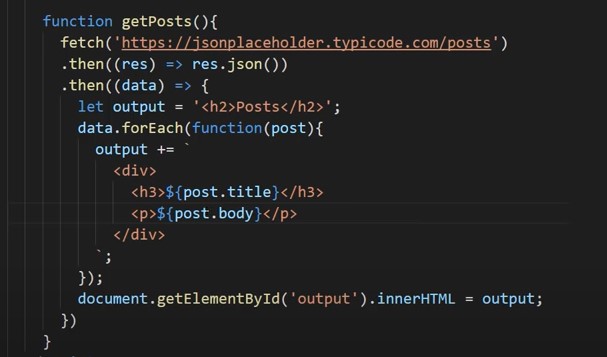 function getPosts(){
fetch('https://jsonplaceholder.typicode.com/posts')
.then((res) => res.json())
.then((data) => {
let output = '<h2>Posts</h2>';
data.forEach(function(post){
output += `
<div>
<h3>${post.title}</h3>
<p>${post.body}</p>
</div>
`;
});
document.getElementById('output').innerHTML = output;
})
}